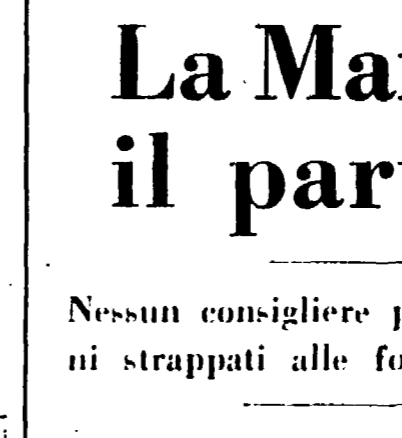 La Ma
il par
Nessun consigliere p
ni strappati alle fo